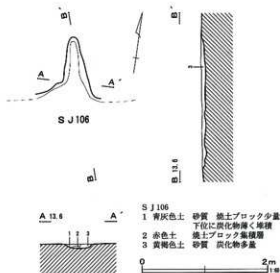 B'
B'
A
A'
SJ106
B
3
A 13.6
A'
1 2 3
B 13.6
SJ106
1 青灰色土 砂質 焼土ブロック少量
下位に炭化物薄く堆積
2 赤色土 焼土ブロック集積層
3 黄褐色土 砂質 炭化物多量
0 2m